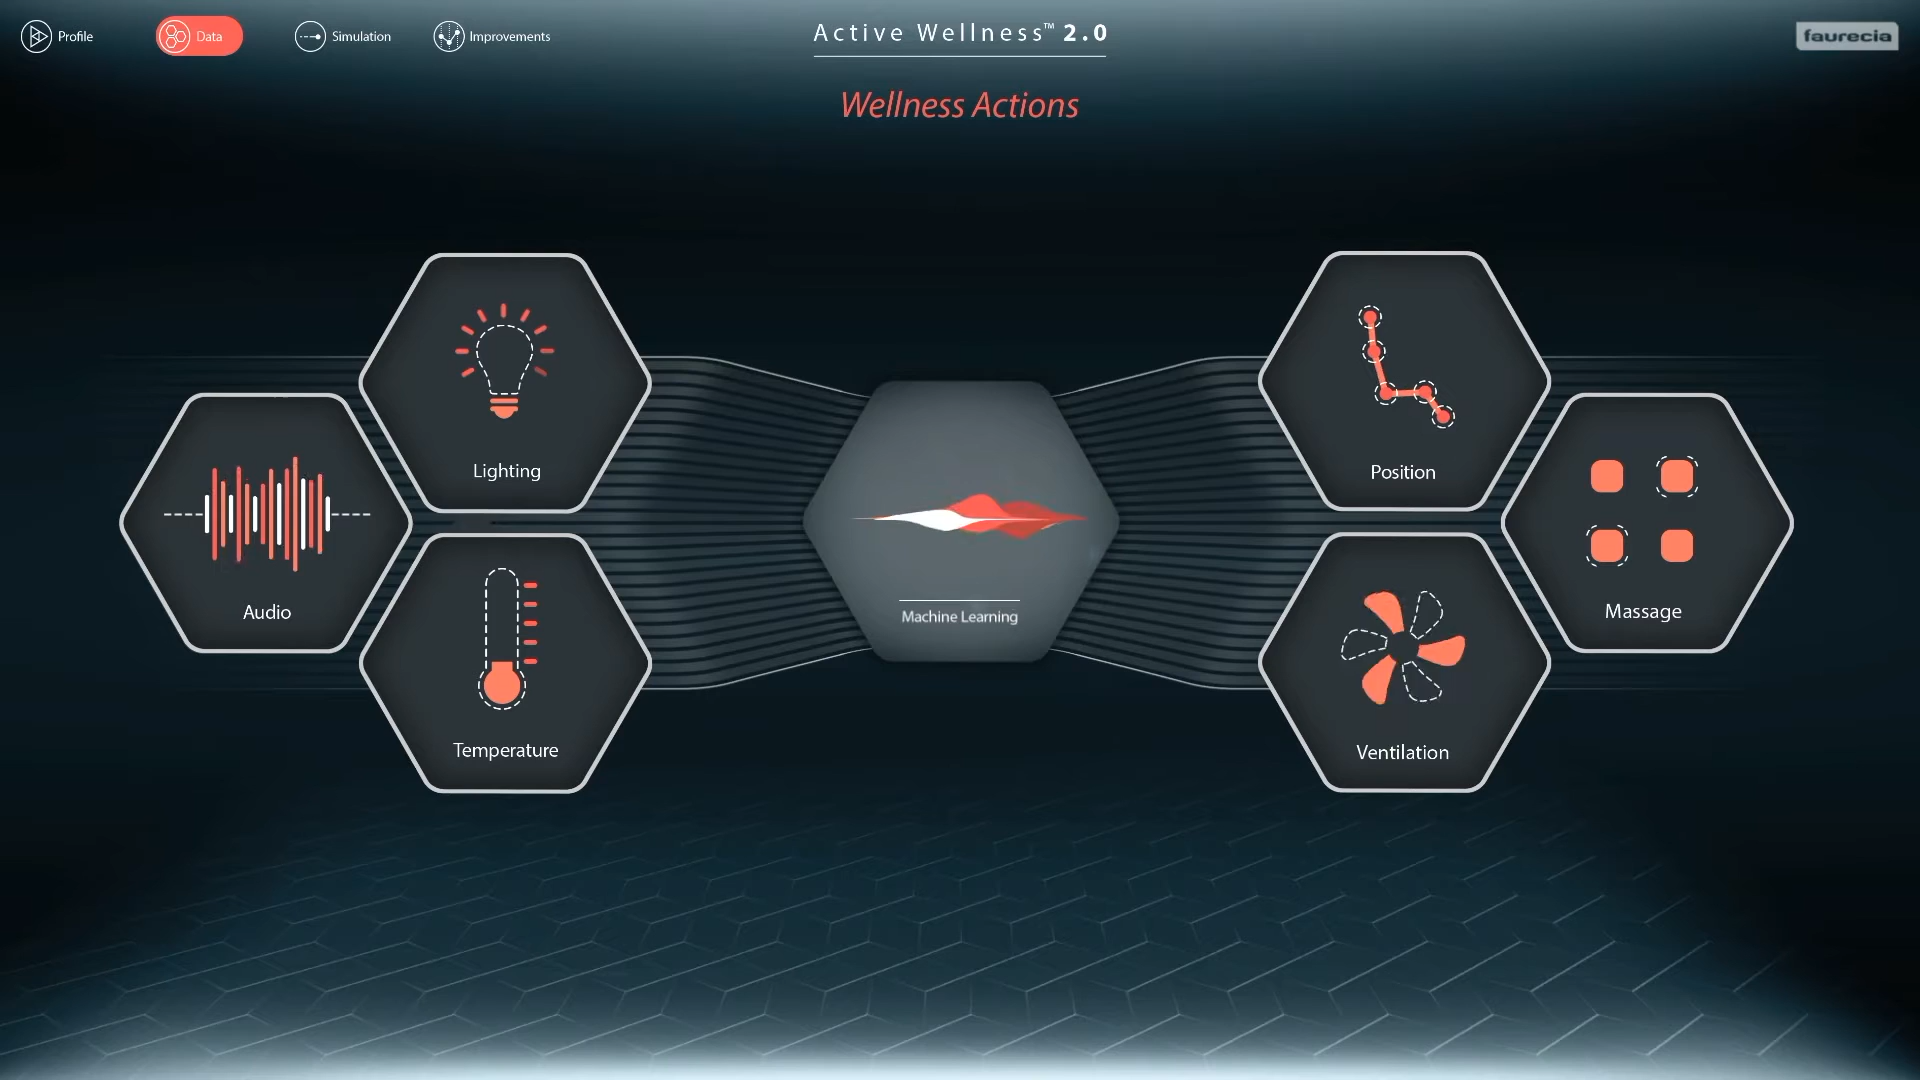 Profile
Data
Simulation
Improvements
Active Wellness™ 2.0
faurecia
Wellness Actions
Lighting
Position
Audio
Massage
Machine Learning
Temperature
Ventilation